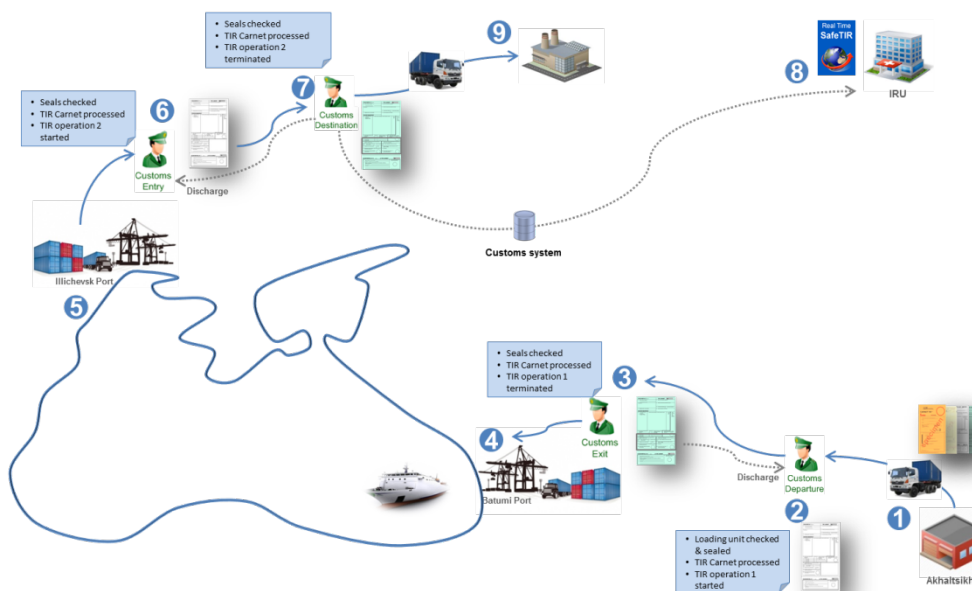 • Seals checked
• TIR Carnet processed
• TIR operation 2
terminated
9
Real Time
SafeTIR
8
IRU
7
Customs
Destination
• Seals checked
• TIR Carnet processed
• TIR operation 2
started
6
Customs
Entry
Discharge
Customs system
Illichevsk Port
5
• Seals checked
• TIR Carnet processed
• TIR operation 1
terminated
3
4
Customs
Exit
Batumi Port
Discharge
Customs
Departure
2
1
• Loading unit checked
& sealed
• TIR Carnet processed
• TIR operation 1
started
Akhaltsikh